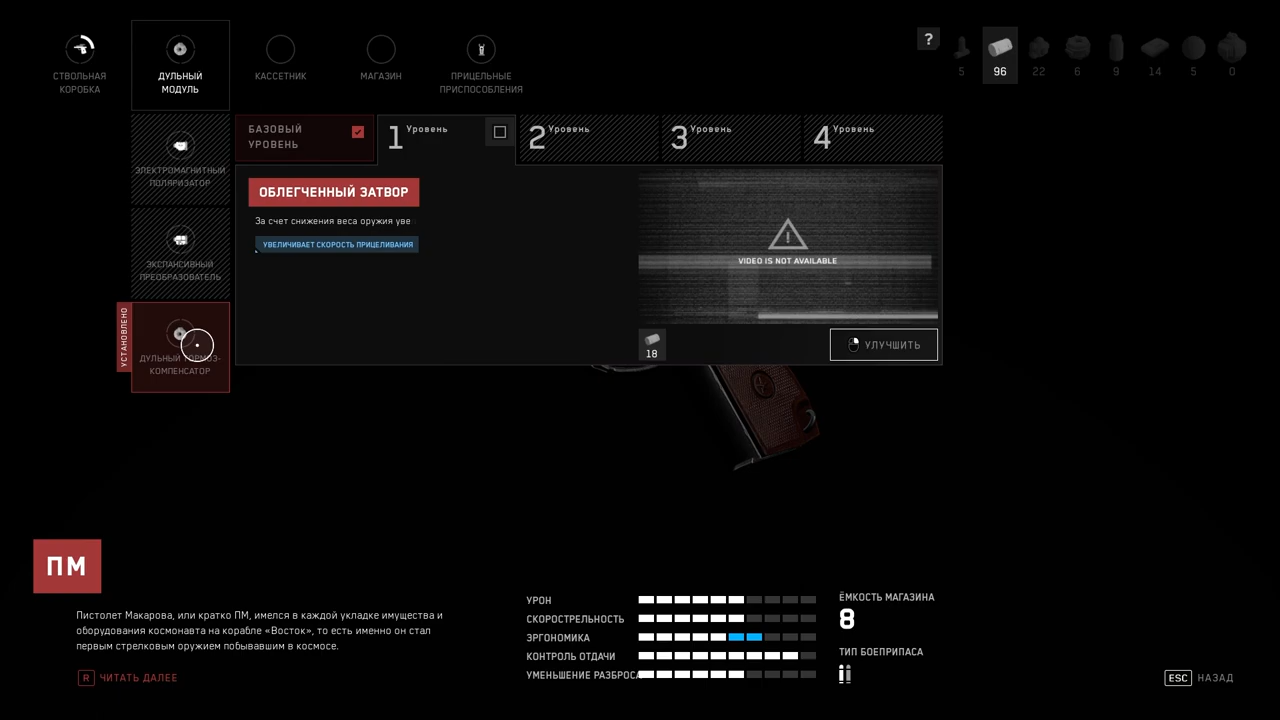 СТВОЛЬНАЯ
КОРОБКА
ДУЛЬНЫЙ
МОДУЛЬ
КАССЕТНИК
МАГАЗИН
ПРИЦЕЛЬНЫЕ
ПРИСПОСОБЛЕНИЯ
?
5
96
22
6
9
14
5
0
ЭЛЕКТРОМАГНИТНЫЙ
ПОЛЯРИЗАТОР
ЭКСПАНСИВНЫЙ
ПРЕОБРАЗОВАТЕЛЬ
УСТАНОВЛЕНО
ДУЛЬНЫЙ ТОРМОЗ-
КОМПЕНСАТОР
БАЗОВЫЙ
УРОВЕНЬ
1 Уровень
2 Уровень
3 Уровень
4 Уровень
ОБЛЕГЧЕННЫЙ ЗАТВОР
За счет снижения веса оружия уве
УВЕЛИЧИВАЕТ СКОРОСТЬ ПРИЦЕЛИВАНИЯ
VIDEO IS NOT AVAILABLE
18
УЛУЧШИТЬ
ПМ
Пистолет Макарова, или кратко ПМ, имелся в каждой укладке имущества и
оборудования космонавта на корабле «Восток», то есть именно он стал
первым стрелковым оружием побывавшим в космосе.
R ЧИТАТЬ ДАЛЕЕ
УРОН
СКОРОСТРЕЛЬНОСТЬ
ЭРГОНОМИКА
КОНТРОЛЬ ОТДАЧИ
УМЕНЬШЕНИЕ РАЗБРОСА
ЁМКОСТЬ МАГАЗИНА
8
ТИП БОЕПРИПАСА
ESC НАЗАД